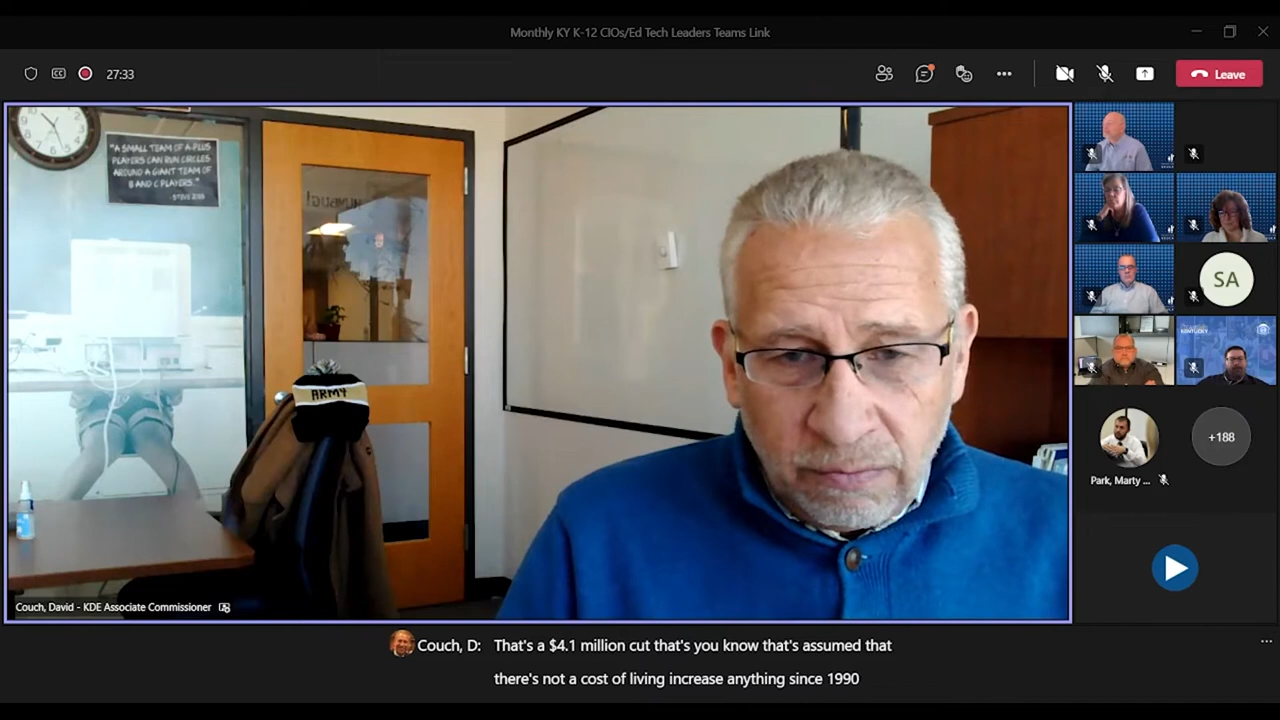 Monthly KY K-12 CIOs/Ed Tech Leaders Teams Link
CC
27:33
Leave
"A SMALL TEAM OF A-PLUS
PLAYERS CAN RUN CIRCLES
AROUND A GIANT TEAM OF
B AND C PLAYERS."
ARMY
KENTUCKY
SA
Park, Marty ...
+188
Couch, David - KDE Associate Commissioner
Couch, D: That's a $4.1 million cut that's you know that's assumed that
there's not a cost of living increase anything since 1990